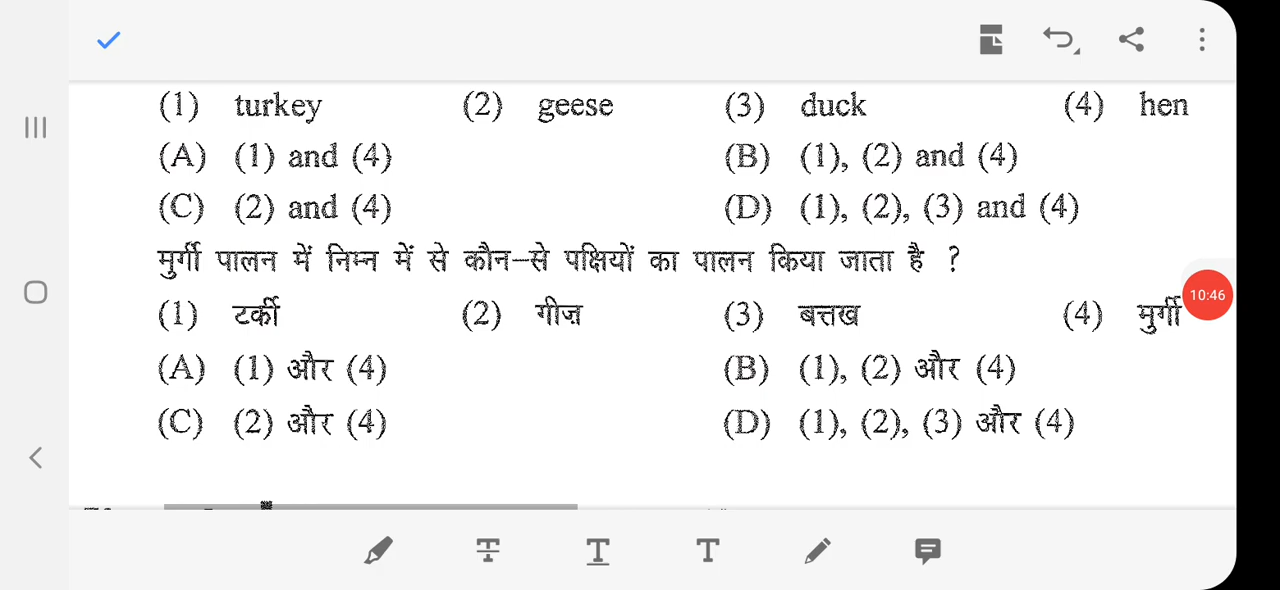 (1) turkey (2) geese (3) duck (4) hen
(A) (1) and (4) (B) (1), (2) and (4)
(C) (2) and (4) (D) (1), (2), (3) and (4)
मुर्गी पालन में निम्न में से कौन-से पक्षियों का पालन किया जाता है ?
(1) टर्की (2) गीज़ (3) बत्तख (4) मुर्गी
10:46
(A) (1) और (4) (B) (1), (2) और (4)
(C) (2) और (4) (D) (1), (2), (3) और (4)